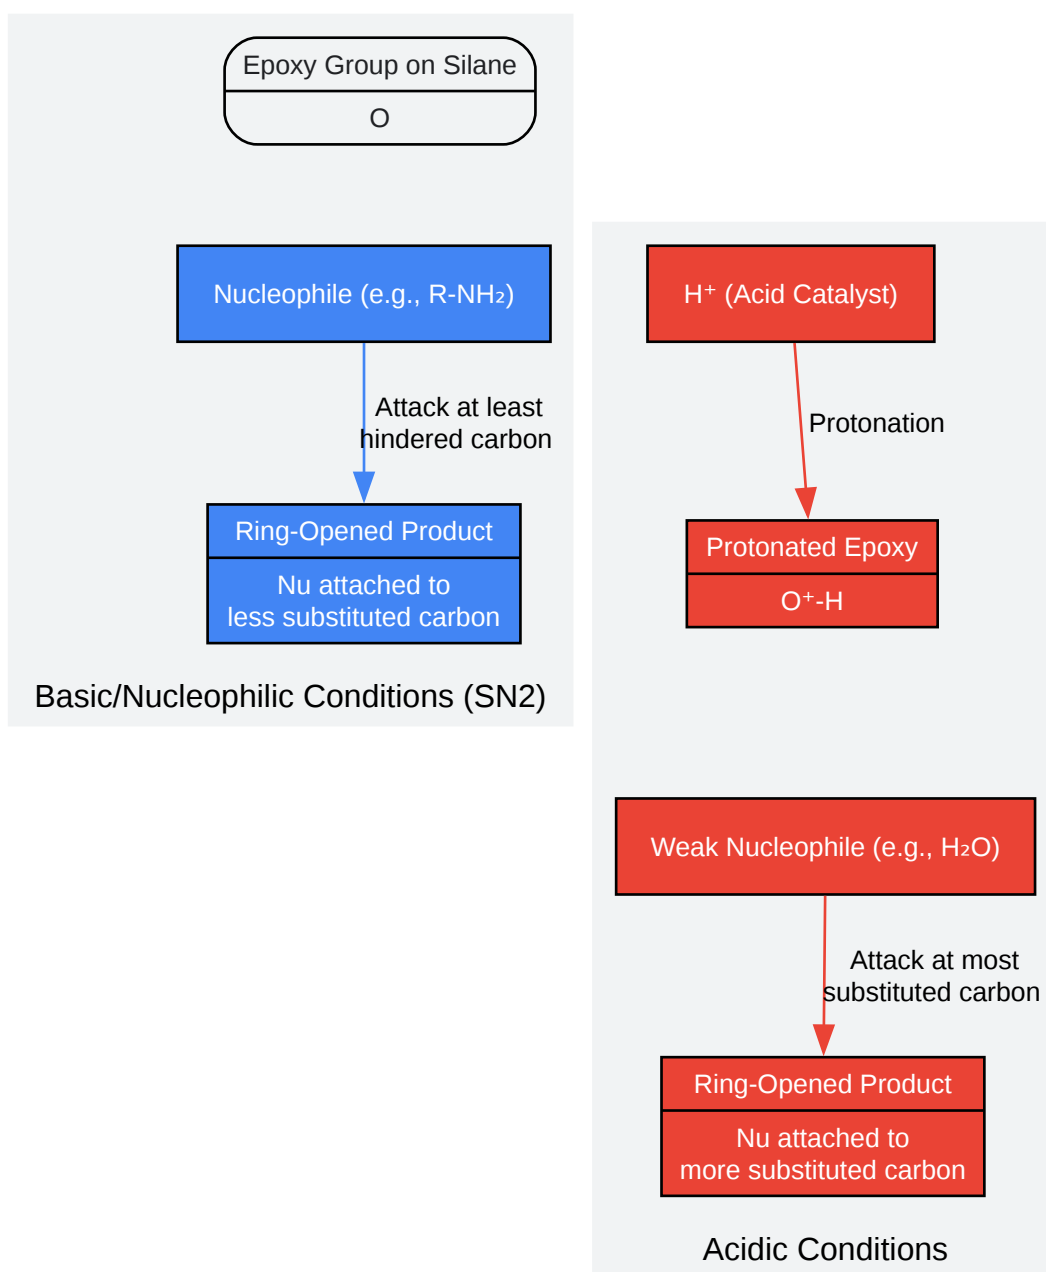 Epoxy Group on Silane
O
Nucleophile (e.g., R-NH₂)
Attack at least
hindered carbon
Ring-Opened Product
Nu attached to
less substituted carbon
Basic/Nucleophilic Conditions (SN2)
H⁺ (Acid Catalyst)
Protonation
Protonated Epoxy
O⁺-H
Weak Nucleophile (e.g., H₂O)
Attack at most
substituted carbon
Ring-Opened Product
Nu attached to
more substituted carbon
Acidic Conditions